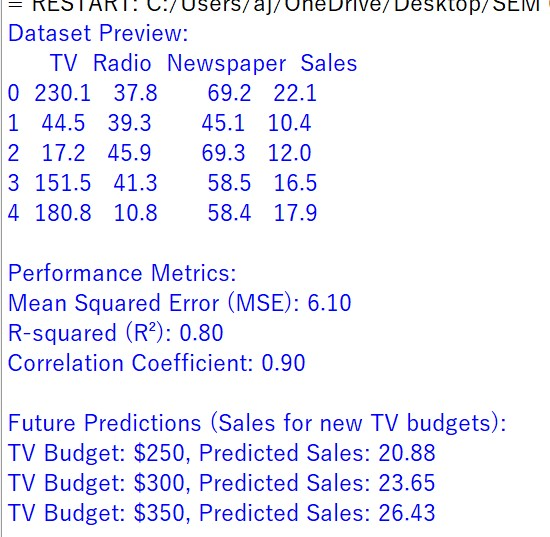 = RESTART: C:/Users/aj/OneDrive/Desktop/SEM
Dataset Preview:
TV Radio Newspaper Sales
0 230.1 37.8 69.2 22.1
1 44.5 39.3 45.1 10.4
2 17.2 45.9 69.3 12.0
3 151.5 41.3 58.5 16.5
4 180.8 10.8 58.4 17.9
Performance Metrics:
Mean Squared Error (MSE): 6.10
R-squared (R²): 0.80
Correlation Coefficient: 0.90
Future Predictions (Sales for new TV budgets):
TV Budget: $250, Predicted Sales: 20.88
TV Budget: $300, Predicted Sales: 23.65
TV Budget: $350, Predicted Sales: 26.43